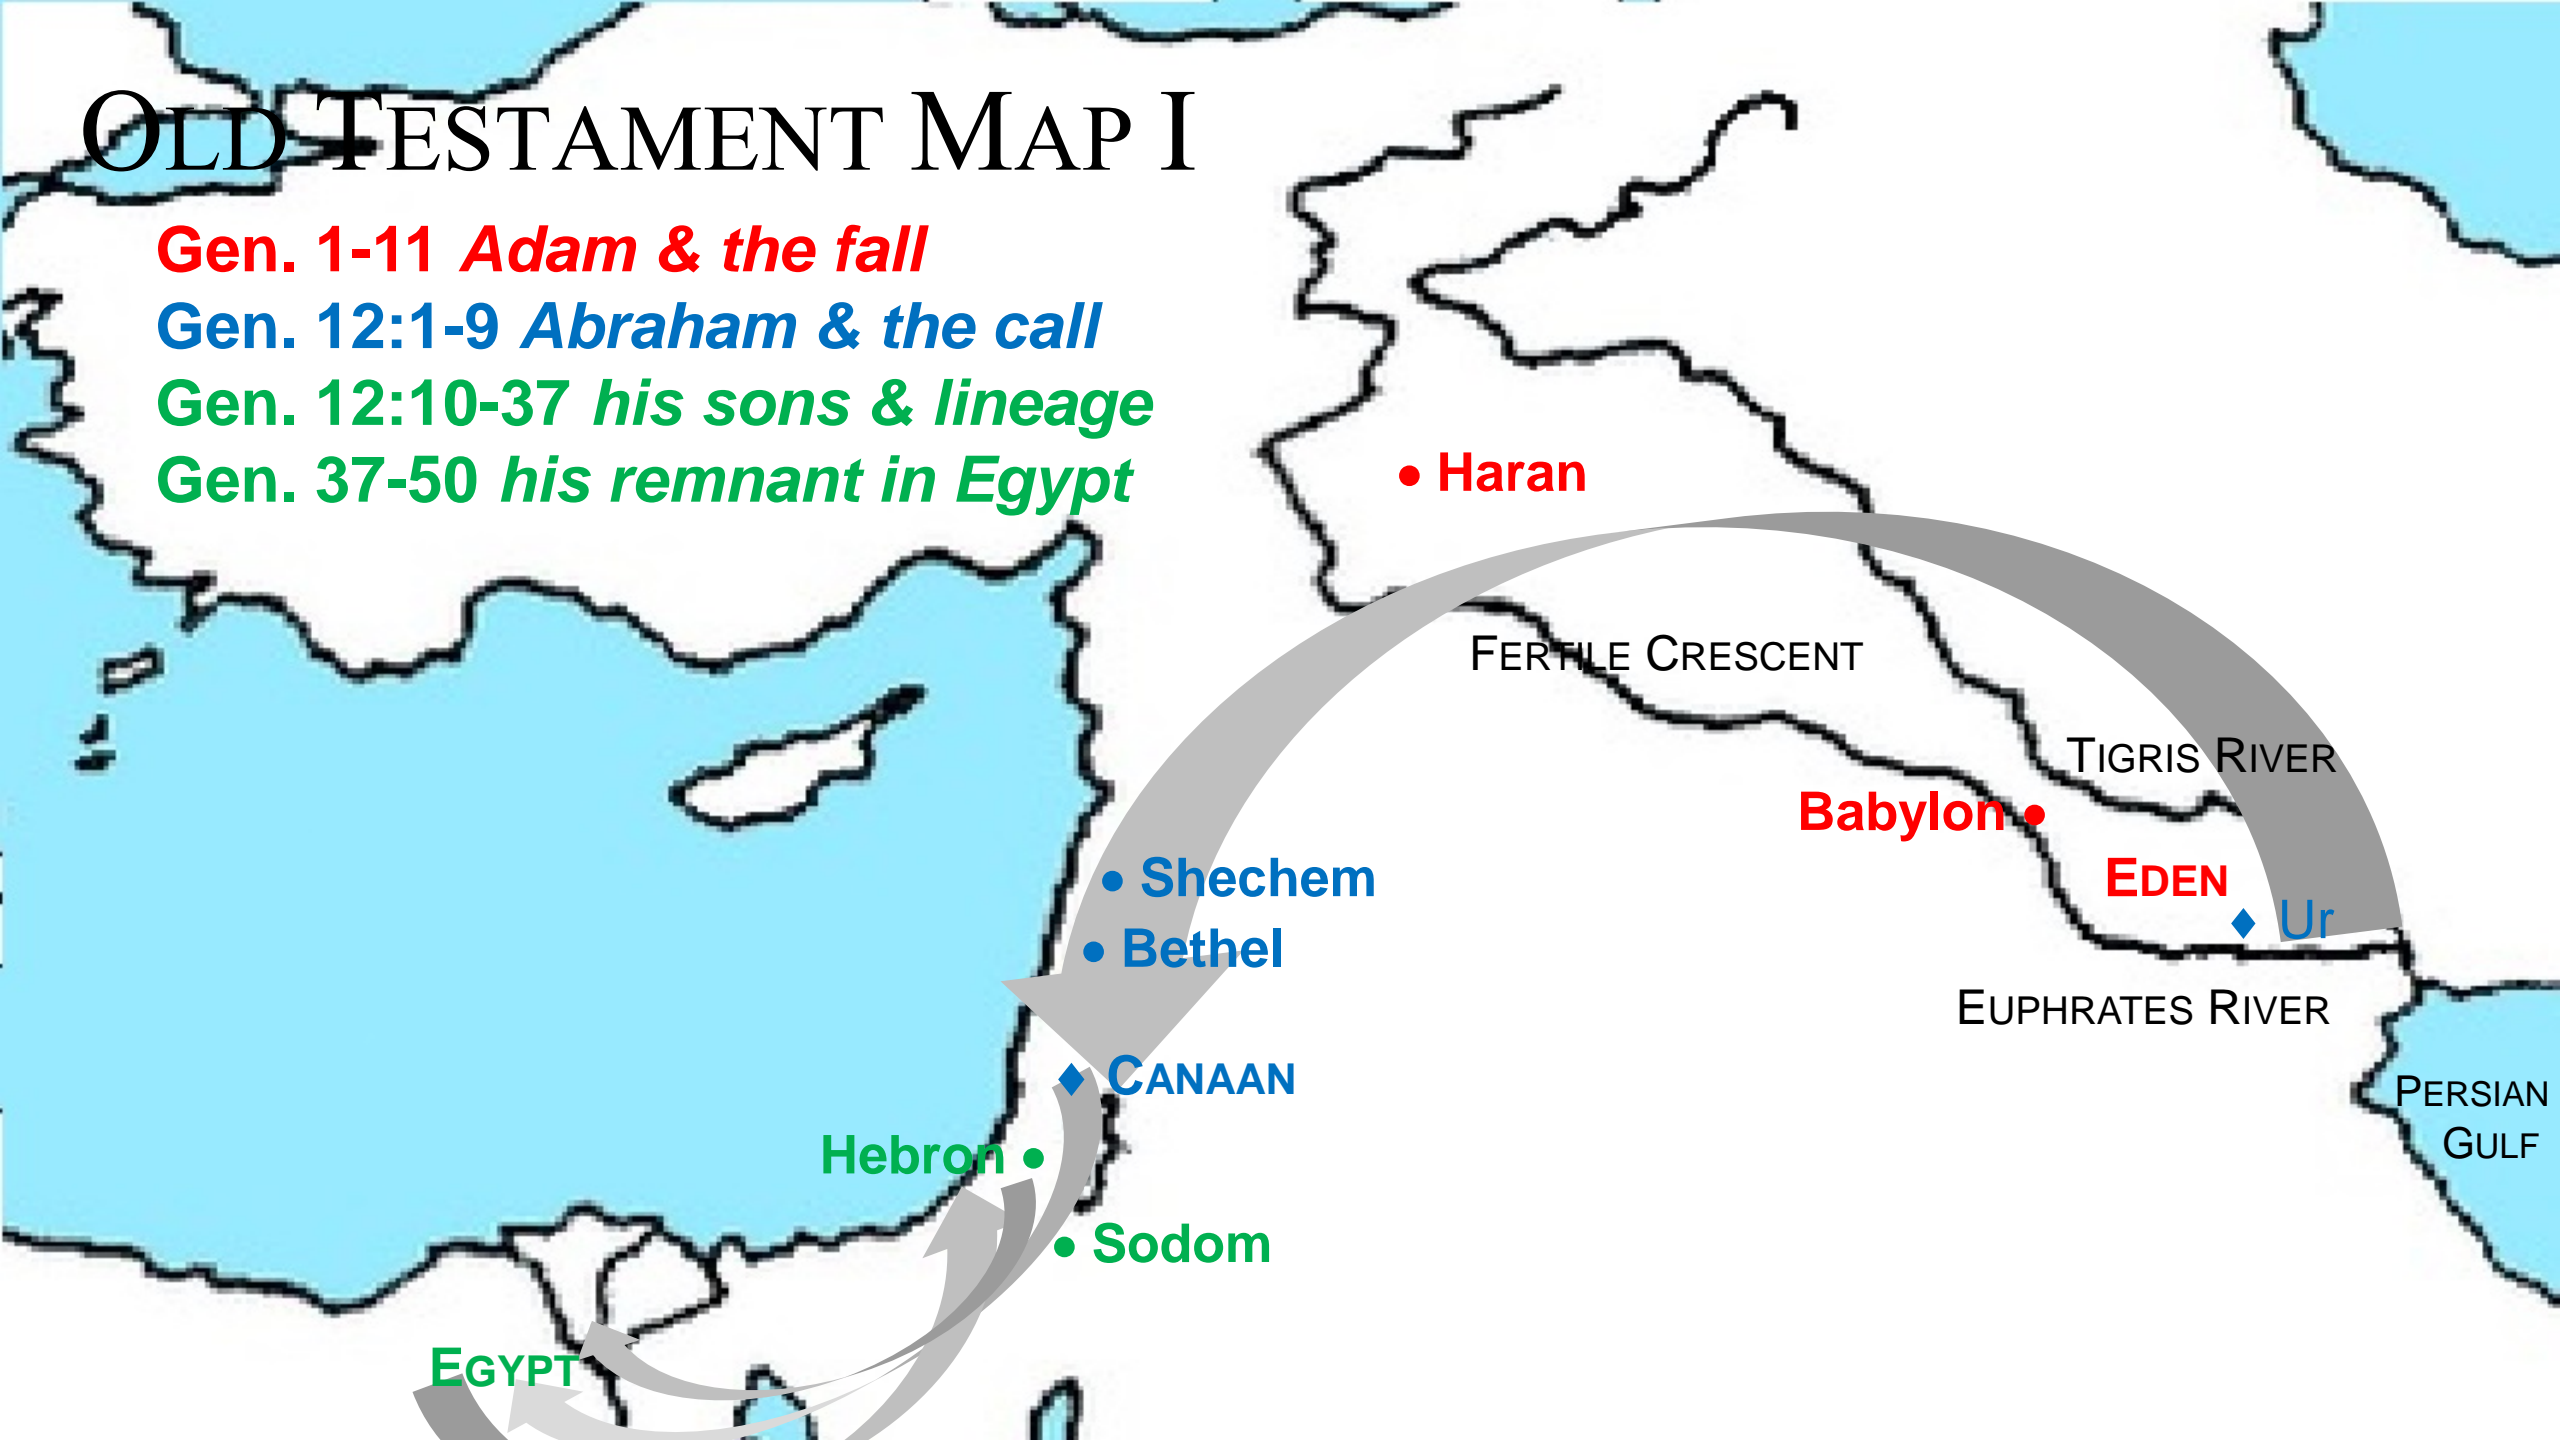 OLD TESTAMENT MAP I
Gen. 1-11 Adam & the fall
Gen. 12:1-9 Abraham & the call
Gen. 12:10-37 his sons & lineage
Gen. 37-50 his remnant in Egypt
• Haran
FERTILE CRESCENT
TIGRIS RIVER
Babylon •
• Shechem
EDEN
♦ Ur
• Bethel
EUPHRATES RIVER
♦ CANAAN
PERSIAN
GULF
Hebron •
• Sodom
EGYPT